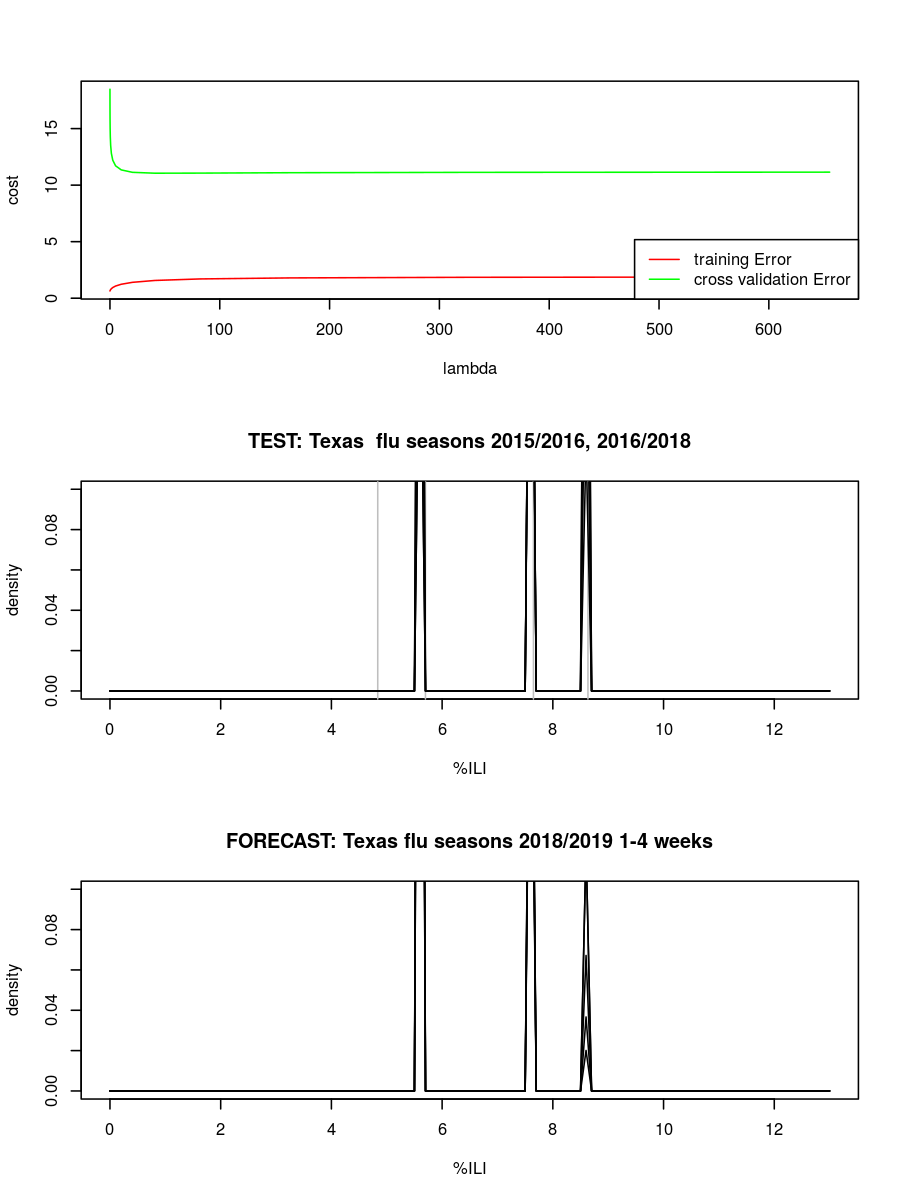 15
10
5
0
cost
training Error
cross validation Error
0 100 200 300 400 500 600
lambda
TEST: Texas  flu seasons 2015/2016, 2016/2018
0.08
0.04
0.00
density
0 2 4 6 8 10 12
%ILI
FORECAST: Texas flu seasons 2018/2019 1-4 weeks
0.08
0.04
0.00
density
0 2 4 6 8 10 12
%ILI